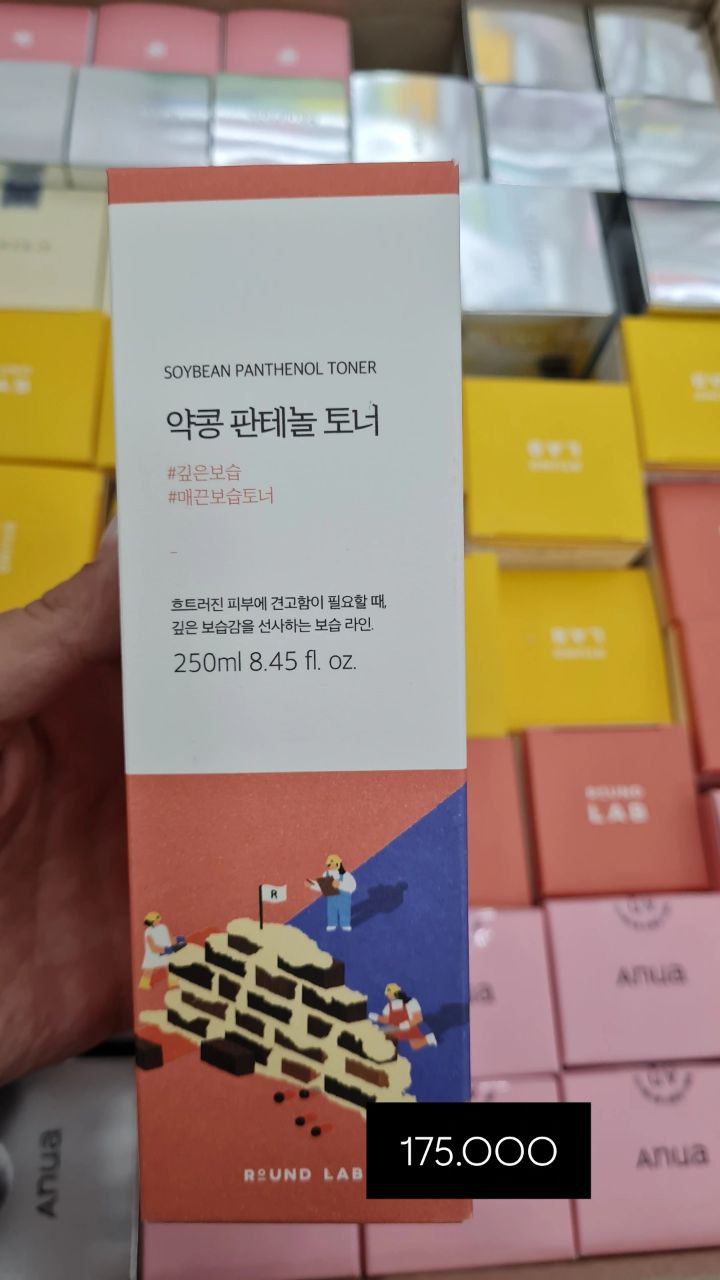 SOYBEAN PANTHENOL TONER
약콩 판테놀 토너
#깊은보습
#매끈보습토너
흐트러진 피부에 견고함이 필요할 때,
깊은 보습감을 선사하는 보습 라인.
250ml 8.45 fl. oz.
R
ROUND LAB
175.000
ROUND
LAB
Anua
Anua
Anua